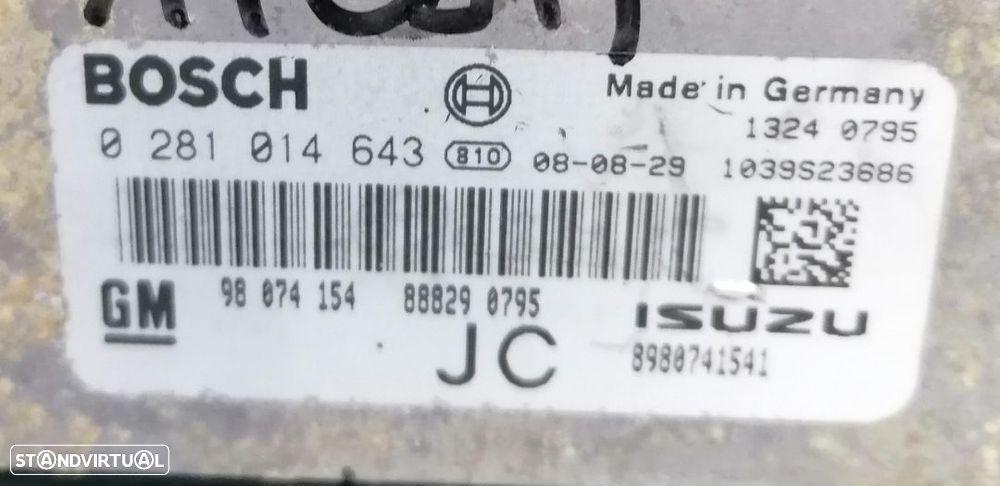 BOSCH
Made in Germany
1324 0795
0 281 014 643 810 08-08-29 1039S23686
GM 98 074 154 88829 0795 ISUZU
JC 8980741541
STANDVIRTUAL